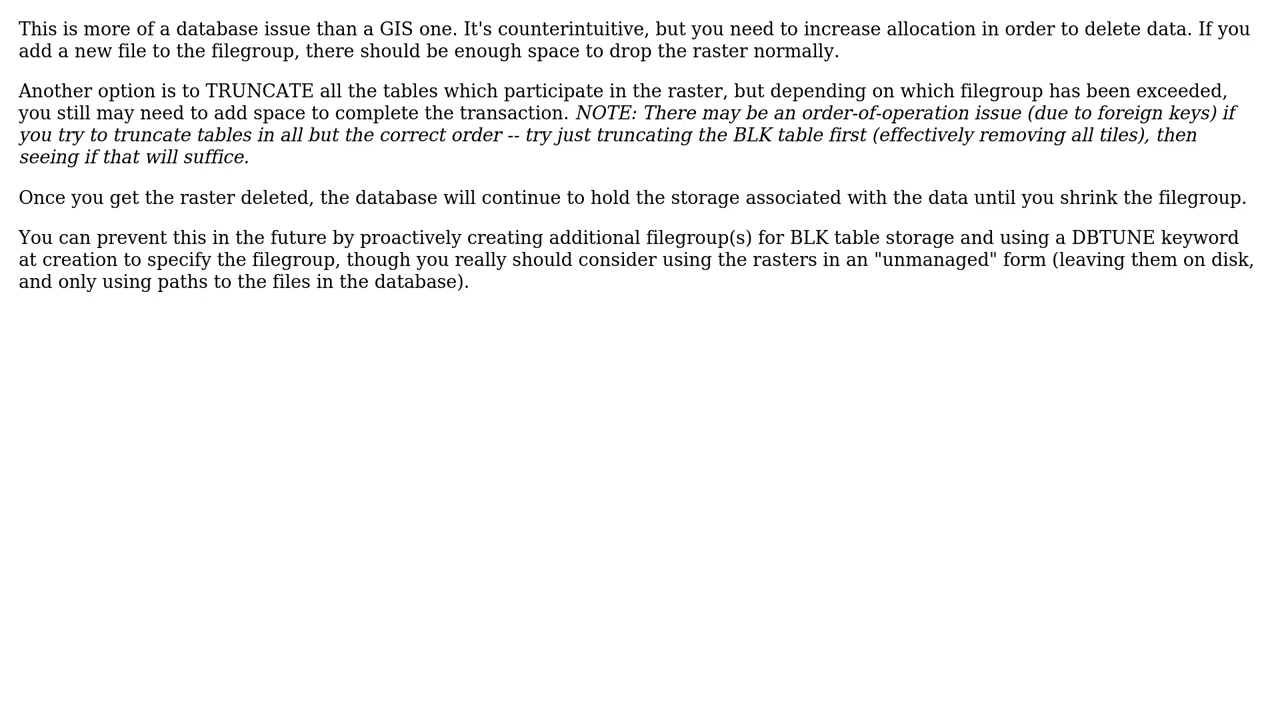 This is more of a database issue than a GIS one. It's counterintuitive, but you need to increase allocation in order to delete data. If you
add a new file to the filegroup, there should be enough space to drop the raster normally.
Another option is to TRUNCATE all the tables which participate in the raster, but depending on which filegroup has been exceeded,
you still may need to add space to complete the transaction. NOTE: There may be an order-of-operation issue (due to foreign keys) if
you try to truncate tables in all but the correct order -- try just truncating the BLK table first (effectively removing all tiles), then
seeing if that will suffice.
Once you get the raster deleted, the database will continue to hold the storage associated with the data until you shrink the filegroup.
You can prevent this in the future by proactively creating additional filegroup(s) for BLK table storage and using a DBTUNE keyword
at creation to specify the filegroup, though you really should consider using the rasters in an "unmanaged" form (leaving them on disk,
and only using paths to the files in the database).